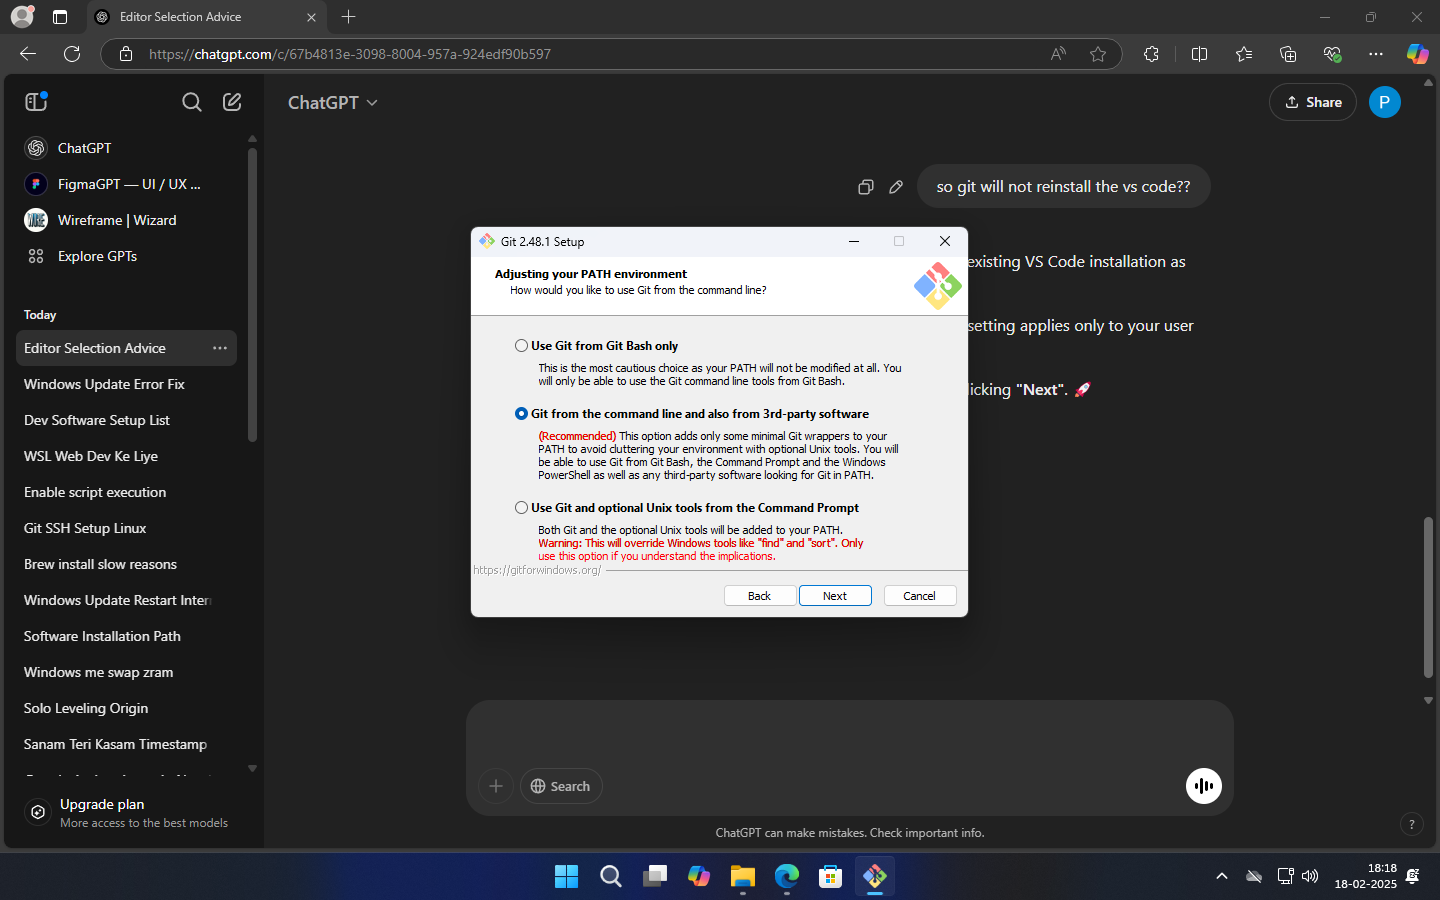 Editor Selection Advice
https://chatgpt.com/c/67b4813e-3098-8004-957a-924edf90b597
ChatGPT
Share
P
ChatGPT
FigmaGPT — UI / UX ...
Wireframe | Wizard
Explore GPTs
Today
Editor Selection Advice
Windows Update Error Fix
Dev Software Setup List
WSL Web Dev Ke Liye
Enable script execution
Git SSH Setup Linux
Brew install slow reasons
Windows Update Restart Inter
Software Installation Path
Windows me swap zram
Solo Leveling Origin
Sanam Teri Kasam Timestamp
Upgrade plan
More access to the best models
so git will not reinstall the vs code??
existing VS Code installation as
setting applies only to your user
licking "Next". 🚀
Git 2.48.1 Setup
Adjusting your PATH environment
How would you like to use Git from the command line?
Use Git from Git Bash only
This is the most cautious choice as your PATH will not be modified at all. You
will only be able to use the Git command line tools from Git Bash.
Git from the command line and also from 3rd-party software
(Recommended) This option adds only some minimal Git wrappers to your
PATH to avoid cluttering your environment with optional Unix tools. You will
be able to use Git from Git Bash, the Command Prompt and the Windows
PowerShell as well as any third-party software looking for Git in PATH.
Use Git and optional Unix tools from the Command Prompt
Both Git and the optional Unix tools will be added to your PATH.
Warning: This will override Windows tools like "find" and "sort". Only
use this option if you understand the implications.
https://gitforwindows.org/
Back
Next
Cancel
Search
ChatGPT can make mistakes. Check important info.
?
18:18
18-02-2025